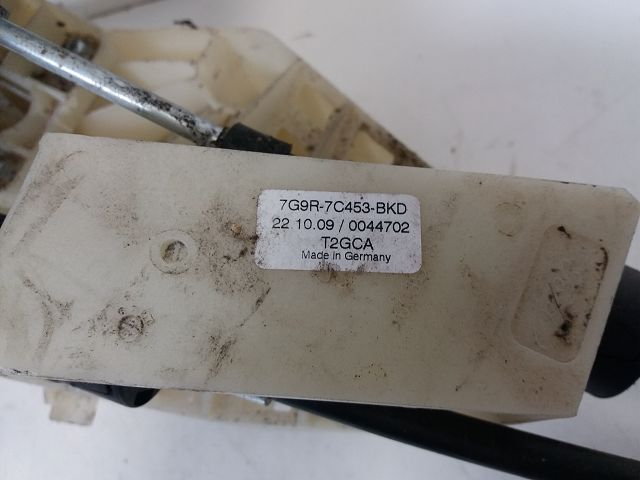 7G9R-7C453-BKD
22 10.09 / 0044702
T2GCA
Made in Germany